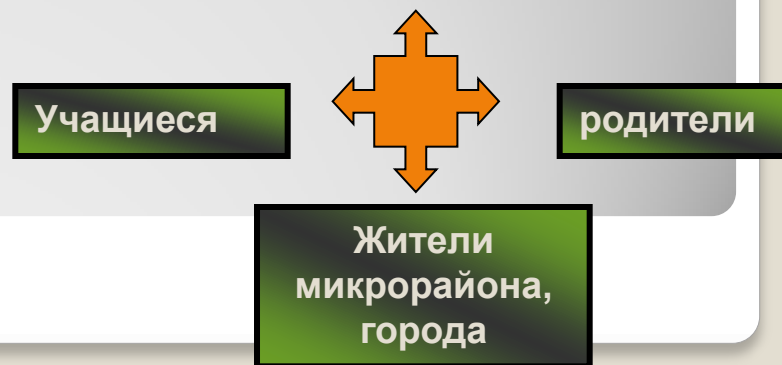 Учащиеся
родители
Жители
микрорайона,
города